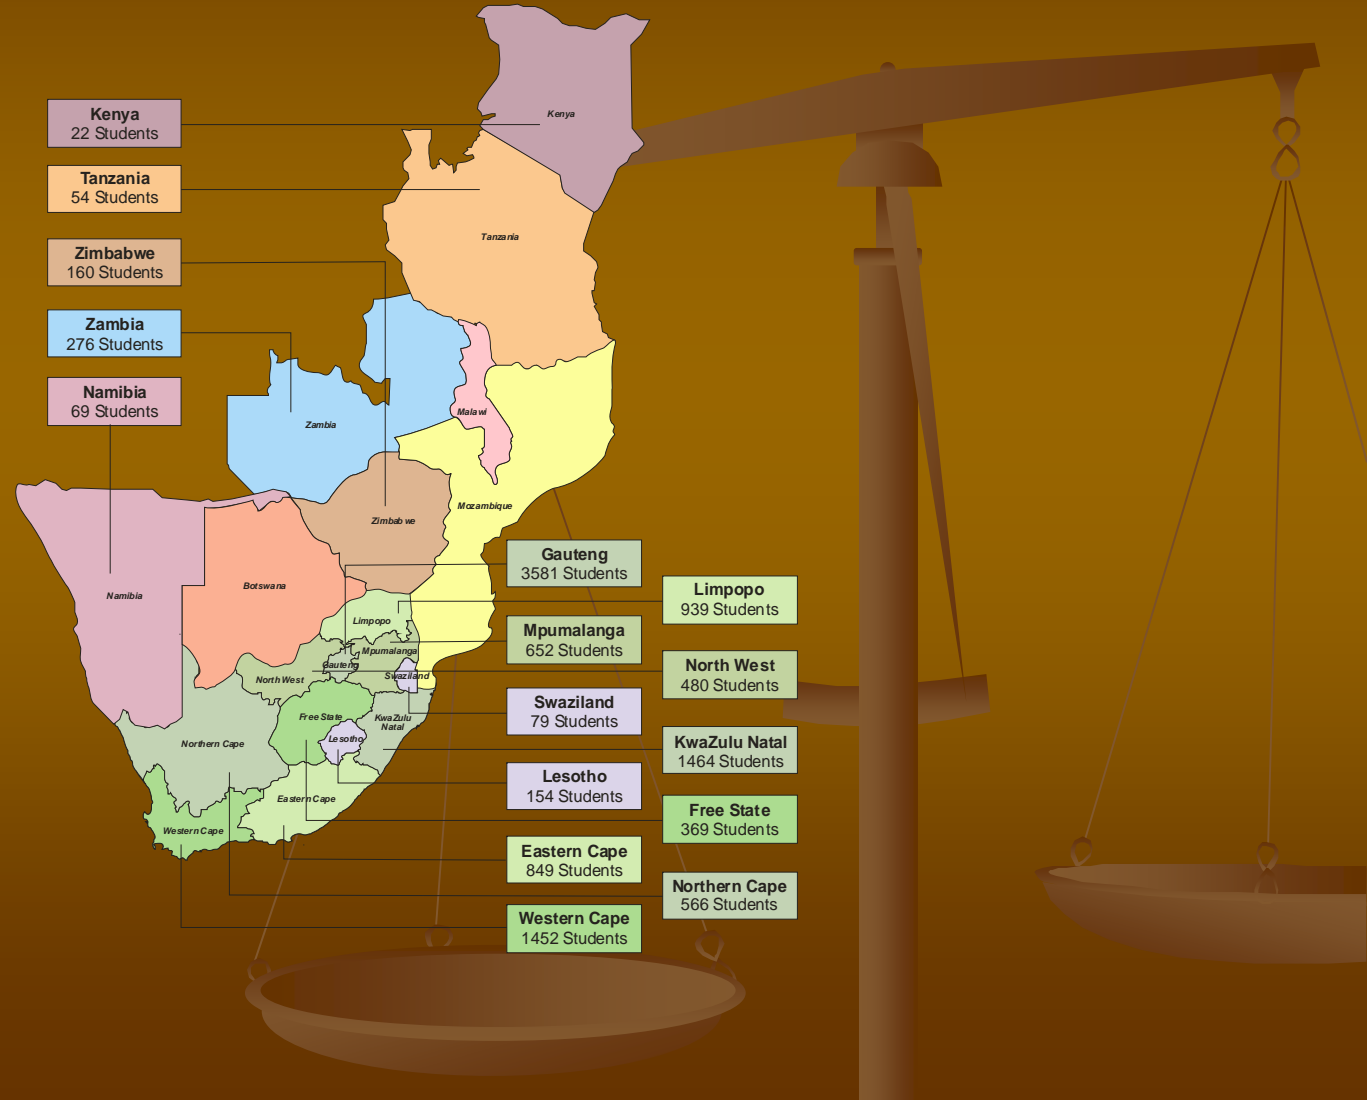 Kenya
22 Students
Kenya
Tanzania
54 Students
Tanzania
Zimbabwe
160 Students
Zambia
276 Students
Namibia
69 Students
Malawi
Zambia
Mozambique
Zimbabwe
Botswana
Namibia
Gauteng
3581 Students
Limpopo
939 Students
Limpopo
Mpumalanga
652 Students
Mpumalanga
Gauteng
North West
480 Students
North West
Swaziland
Swaziland
79 Students
Free State
KwaZulu
Natal
Lesotho
Northern Cape
KwaZulu Natal
1464 Students
Lesotho
154 Students
Eastern Cape
Free State
369 Students
Western Cape
Eastern Cape
849 Students
Northern Cape
566 Students
Western Cape
1452 Students